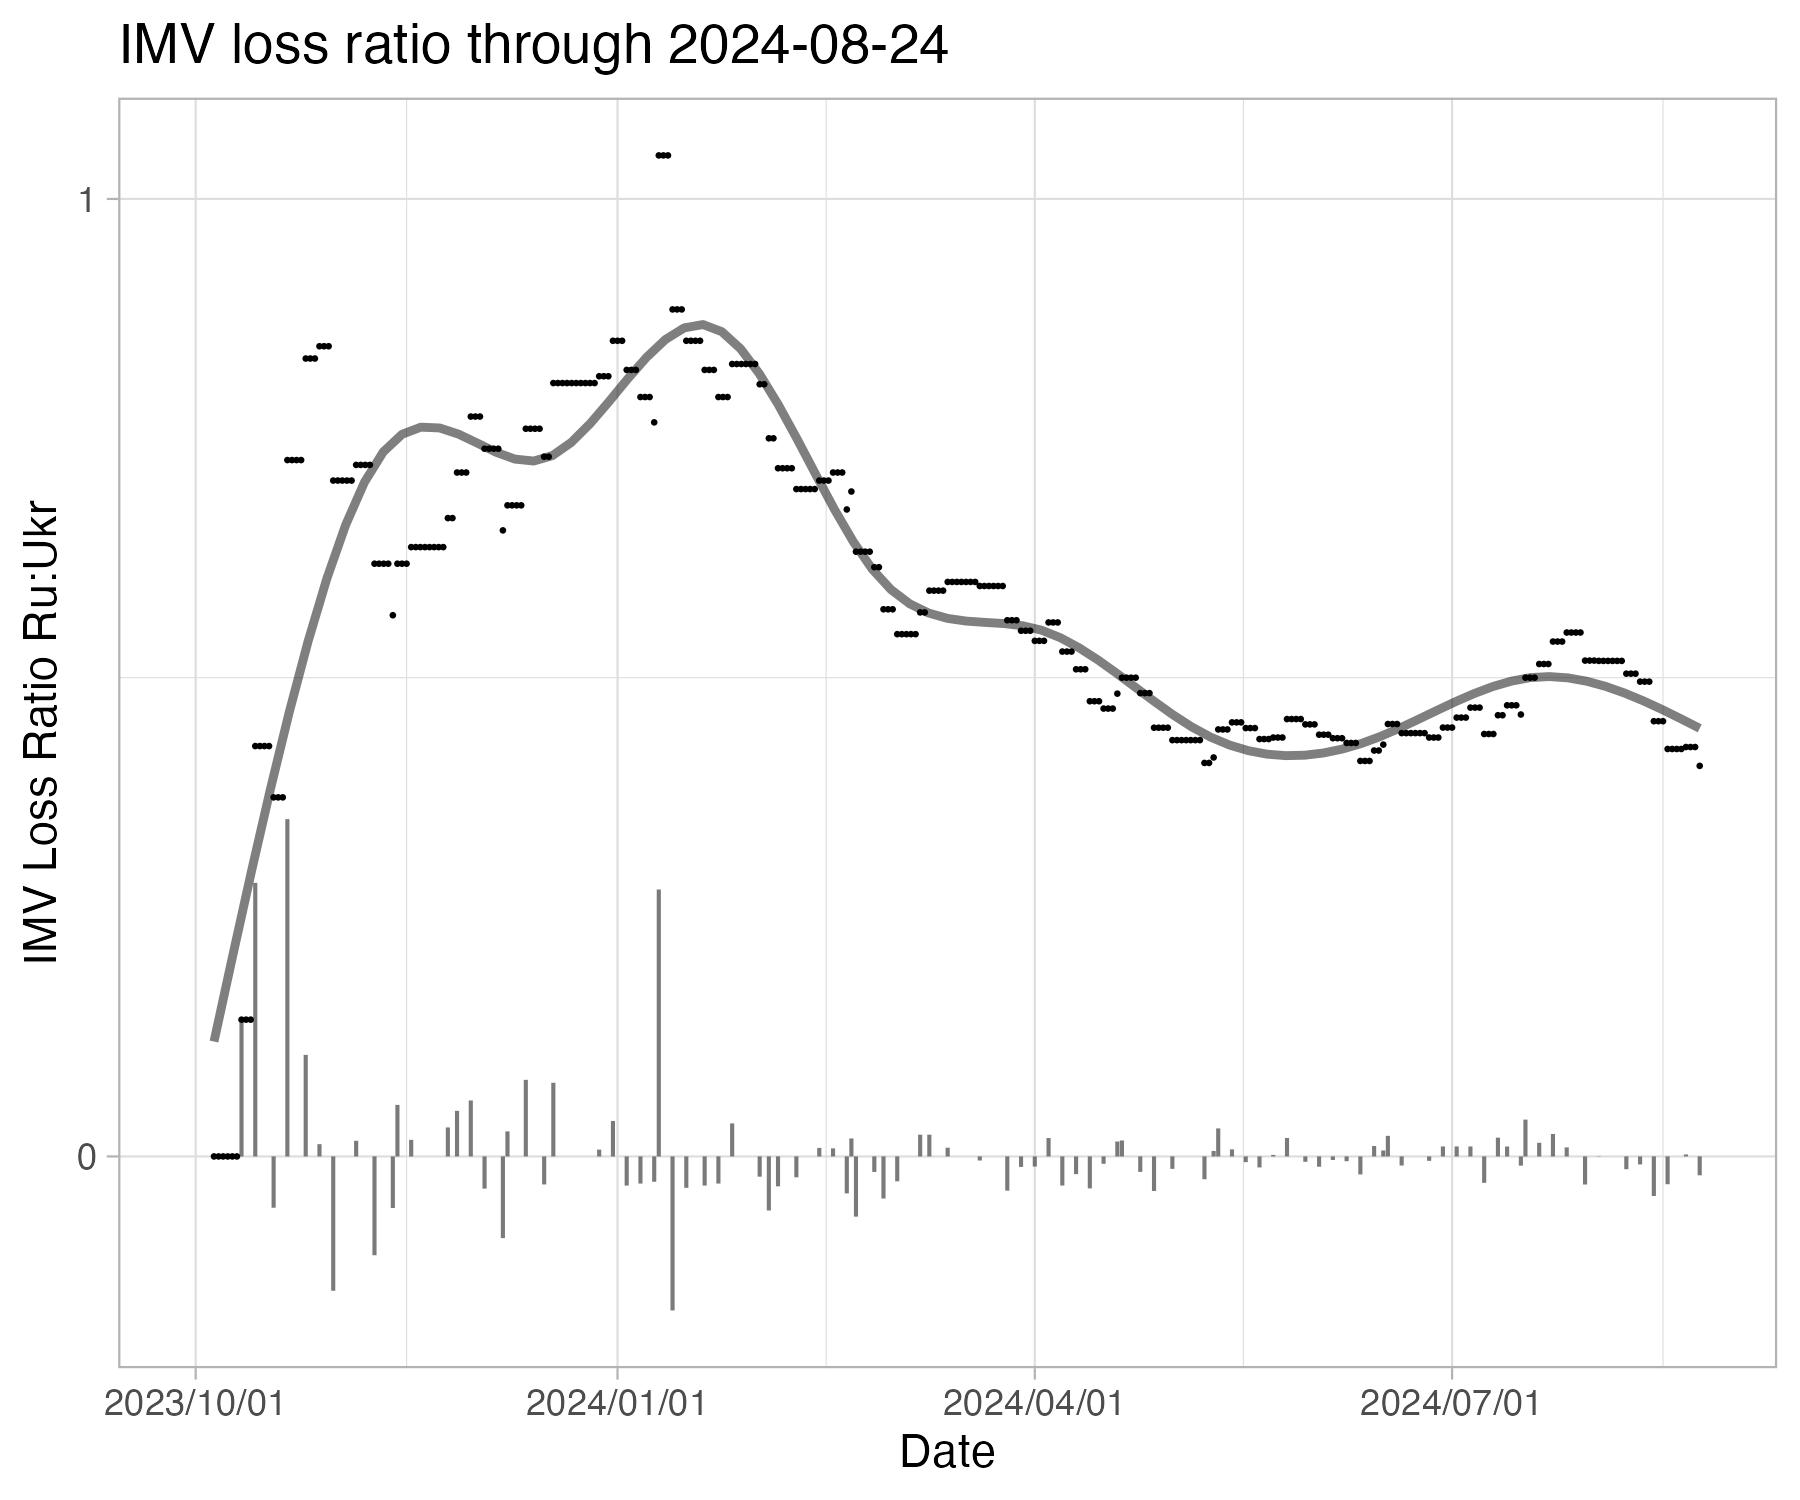 IMV loss ratio through 2024-08-24
IMV Loss Ratio Ru:Ukr
1
0
2023/10/01
2024/01/01
2024/04/01
2024/07/01
Date